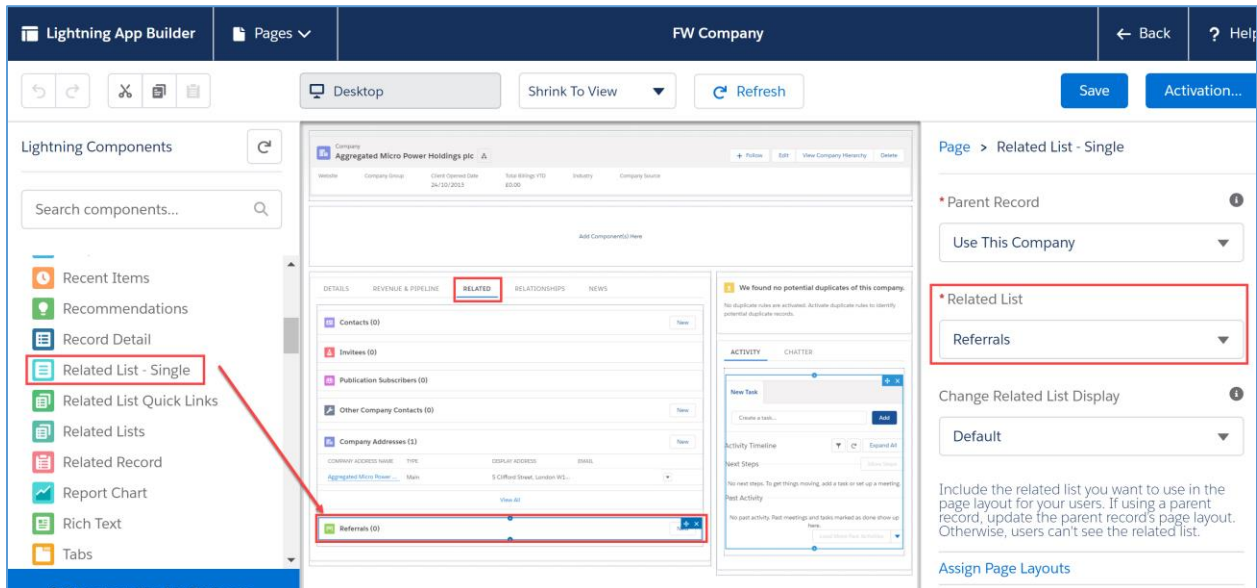 Lightning App Builder
Pages
FW Company
Back
? Help
Desktop
Shrink To View
Refresh
Save
Activation...
Lightning Components
Search components...
Recent Items
Recommendations
Record Detail
Related List - Single
Related List Quick Links
Related Lists
Related Record
Report Chart
Rich Text
Tabs
Company
Aggregated Micro Power Holdings plc
+ Follow
Edit
View Company Hierarchy
Delete
Website
Company Group
Client Opened Date
Total Billings YTD
Industry
Company Source
24/10/2013
£0.00
Add Component(s) Here
DETAILS
REVENUE & PIPELINE
RELATED
RELATIONSHIPS
NEWS
Contacts (0)
New
Invitees (0)
Publication Subscribers (0)
Other Company Contacts (0)
New
Company Addresses (1)
New
COMPANY ADDRESS NAME
TYPE
DISPLAY ADDRESS
EMAIL
Aggregated Micro Power ...
Main
5 Clifford Street, London W1...
View All
Referrals (0)
We found no potential duplicates of this company.
No duplicate rules are activated. Activate duplicate rules to identify
potential duplicate records.
ACTIVITY
CHATTER
New Task
Create a task...
Add
Activity Timeline
Expand All
Next Steps
No next steps. To get things moving, add a task or set up a meeting.
Past Activity
No past activity. Past meetings and tasks marked as done show up
here.
Page > Related List - Single
* Parent Record
Use This Company
* Related List
Referrals
Change Related List Display
Default
Include the related list you want to use in the
page layout for your users. If using a parent
record, update the parent record's page layout.
Otherwise, users can't see the related list.
Assign Page Layouts